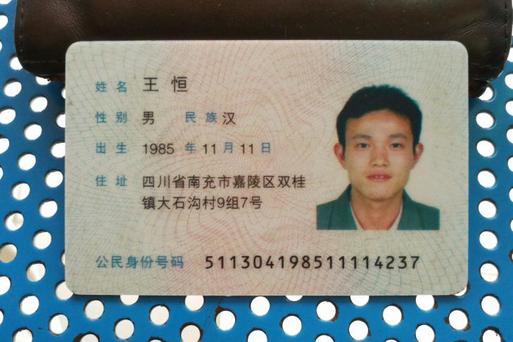 姓名 王恒
性别 男 民族 汉
出生 1985 年 11 月 11 日
住址 四川省南充市嘉陵区双桂
镇大石沟村9组7号
公民身份号码 511304198511114237